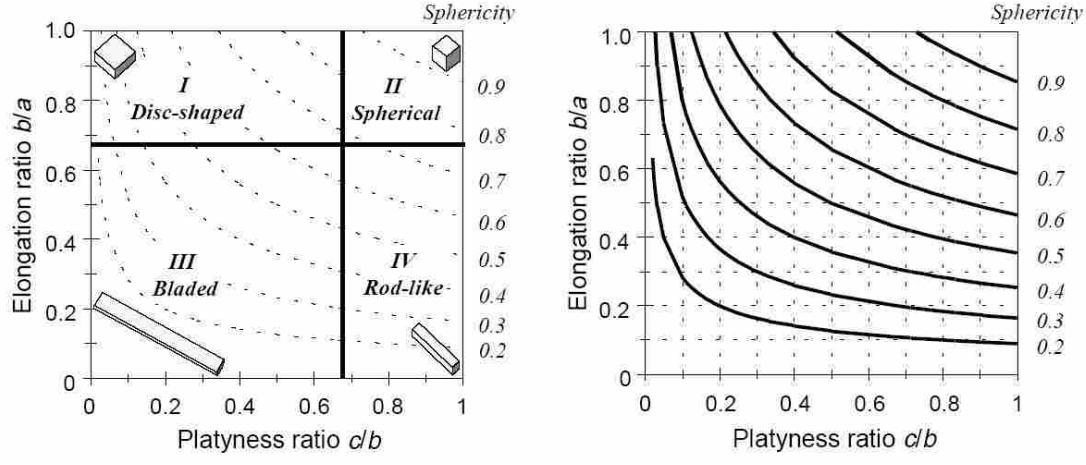 Sphericity
1.0
0.8
0.6
0.4
0.2
0
Elongation ratio b/a
I
Disc-shaped
II
Spherical
III
Bladed
IV
Rod-like
0.9
0.8
0.7
0.6
0.5
0.4
0.3
0.2
0 0.2 0.4 0.6 0.8 1
Platyness ratio c/b
Sphericity
1.0
0.8
0.6
0.4
0.2
0.0
Elongation ratio b/a
0.9
0.8
0.7
0.6
0.5
0.4
0.3
0.2
0 0.2 0.4 0.6 0.8 1
Platyness ratio c/b